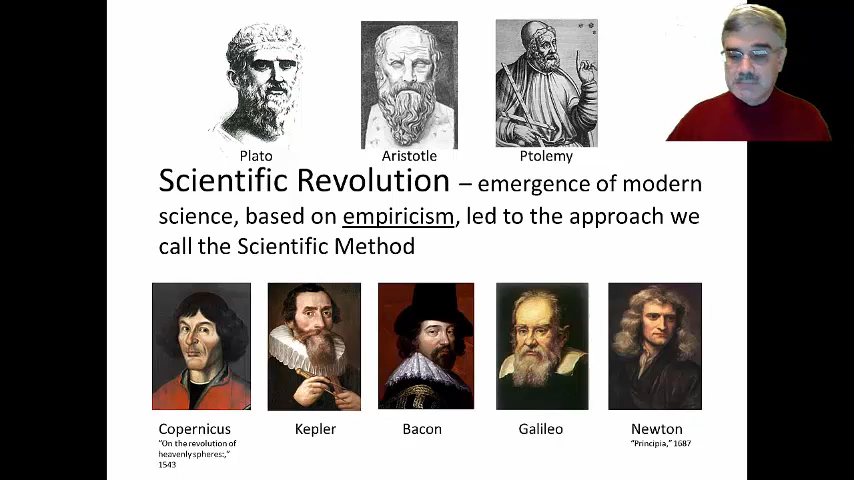 Plato
Aristotle
Ptolemy
Scientific Revolution – emergence of modern
science, based on empiricism, led to the approach we
call the Scientific Method
Copernicus
Kepler
Bacon
Galileo
Newton
"On the revolution of
heavenly spheres:,"
1543
"Principia," 1687